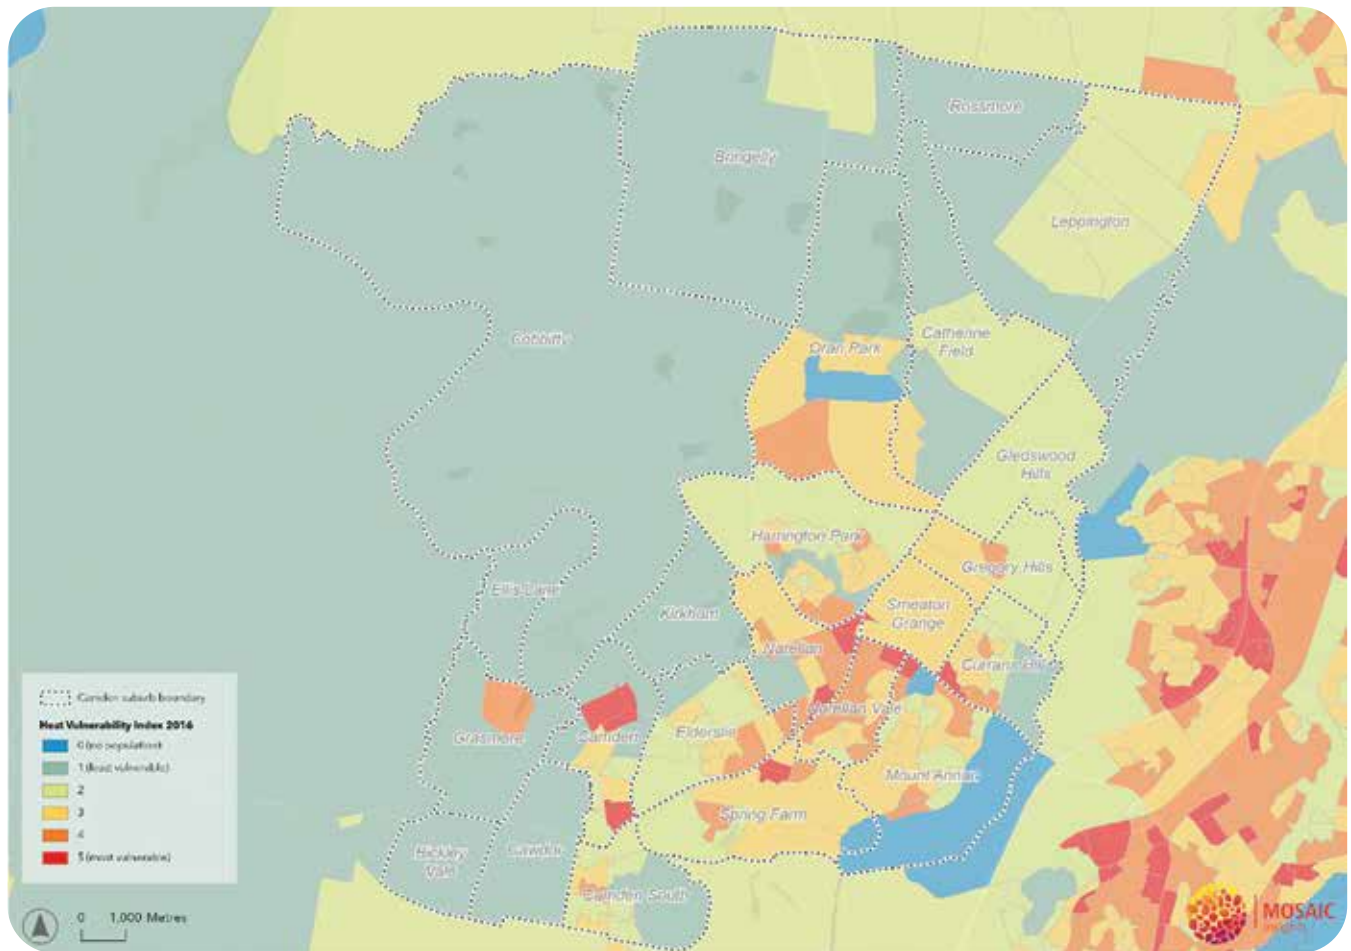 Rossmore
Bringelly
Leppington
Cobbitty
Oran Park
Catherine
Field
Gledswood
Hills
Harrington Park
Gregory Hills
Ellis Lane
Smeaton
Grange
Kirkham
Narellan
Currans Hill
Narellan Vale
Grasmere
Camden
Elderslie
Mount Annan
Spring Farm
Bickley
Vale
Cawdor
Camden South
Camden suburb boundary
Heat Vulnerability Index 2016
0 (no population)
1 (least vulnerable)
2
3
4
5 (most vulnerable)
0 1,000 Metres
MOSAIC
Insights